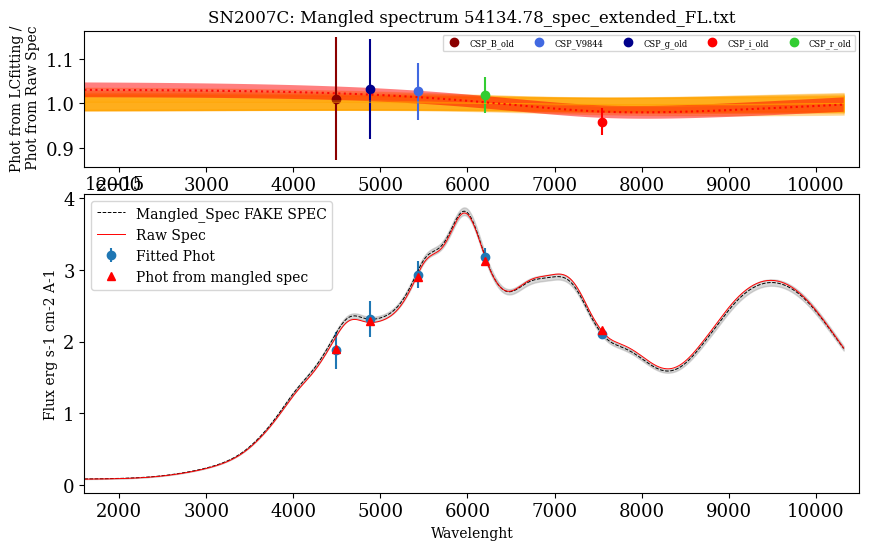 SN2007C: Mangled spectrum 54134.78_spec_extended_FL.txt
Phot from LCfitting /
Phot from Raw Spec
1.1
1.0
0.9
CSP_B_old
CSP_V9844
CSP_g_old
CSP_i_old
CSP_r_old
2000 3000 4000 5000 6000 7000 8000 9000 10000
1e−15
Flux erg s-1 cm-2 A-1
4
3
2
1
0
Mangled_Spec FAKE SPEC
Raw Spec
Fitted Phot
Phot from mangled spec
2000 3000 4000 5000 6000 7000 8000 9000 10000
Wavelenght